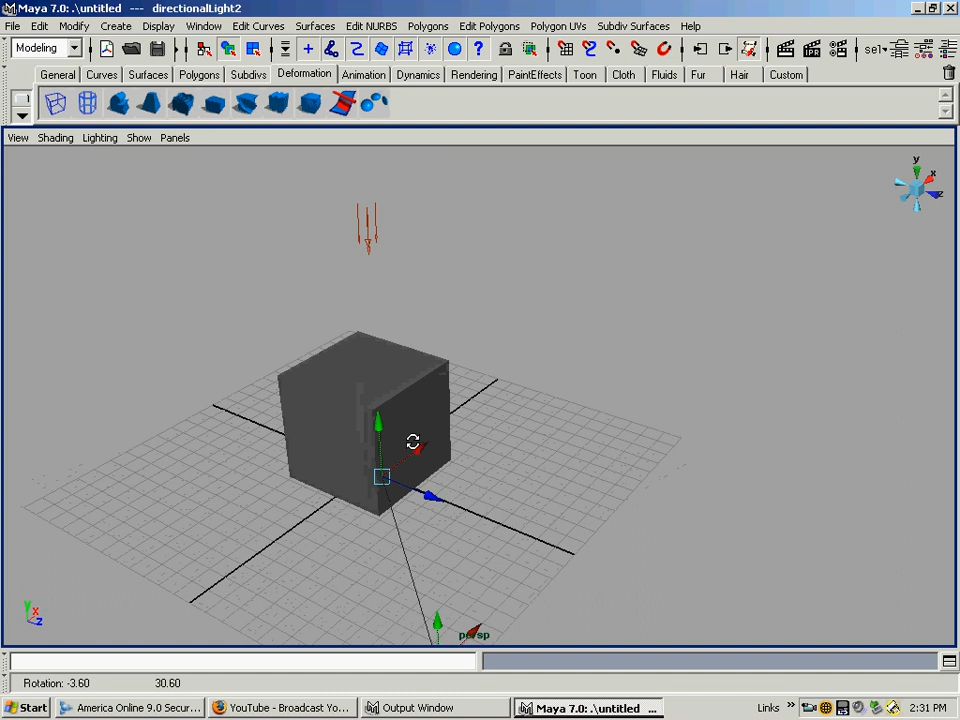 Maya 7.0: .\untitled --- directionalLight2
File Edit Modify Create Display Window Edit Curves Surfaces Edit NURBS Polygons Edit Polygons Polygon UVs Subdiv Surfaces Help
Modeling sel
General Curves Surfaces Polygons Subdivs Deformation Animation Dynamics Rendering PaintEffects Toon Cloth Fluids Fur Hair Custom
View Shading Lighting Show Panels
y
x
z
y
x
z
persp
Rotation: -3.60 30.60
Start America Online 9.0 Secur... YouTube - Broadcast Yo... Output Window Maya 7.0: .\untitled ... Links » 2:31 PM